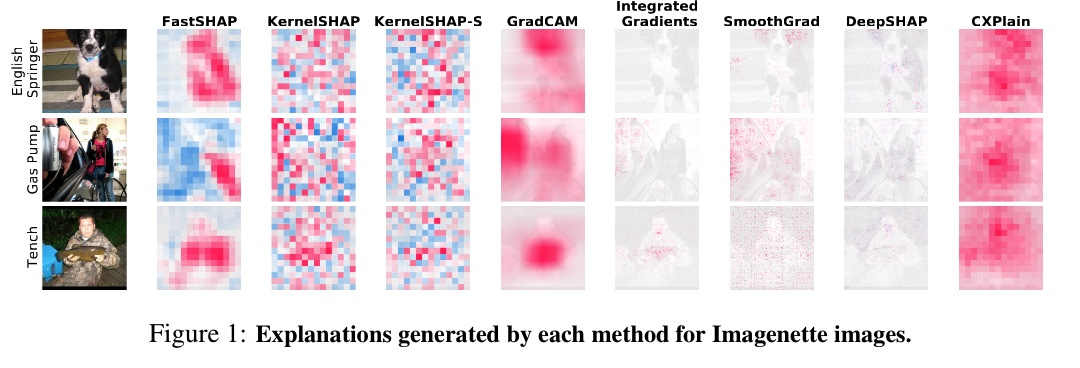 FastSHAP KernelSHAP KernelSHAP-S GradCAM Integrated Gradients SmoothGrad DeepSHAP CXPlain
English Springer
Gas Pump
Tench
Figure 1: Explanations generated by each method for Imagenette images.